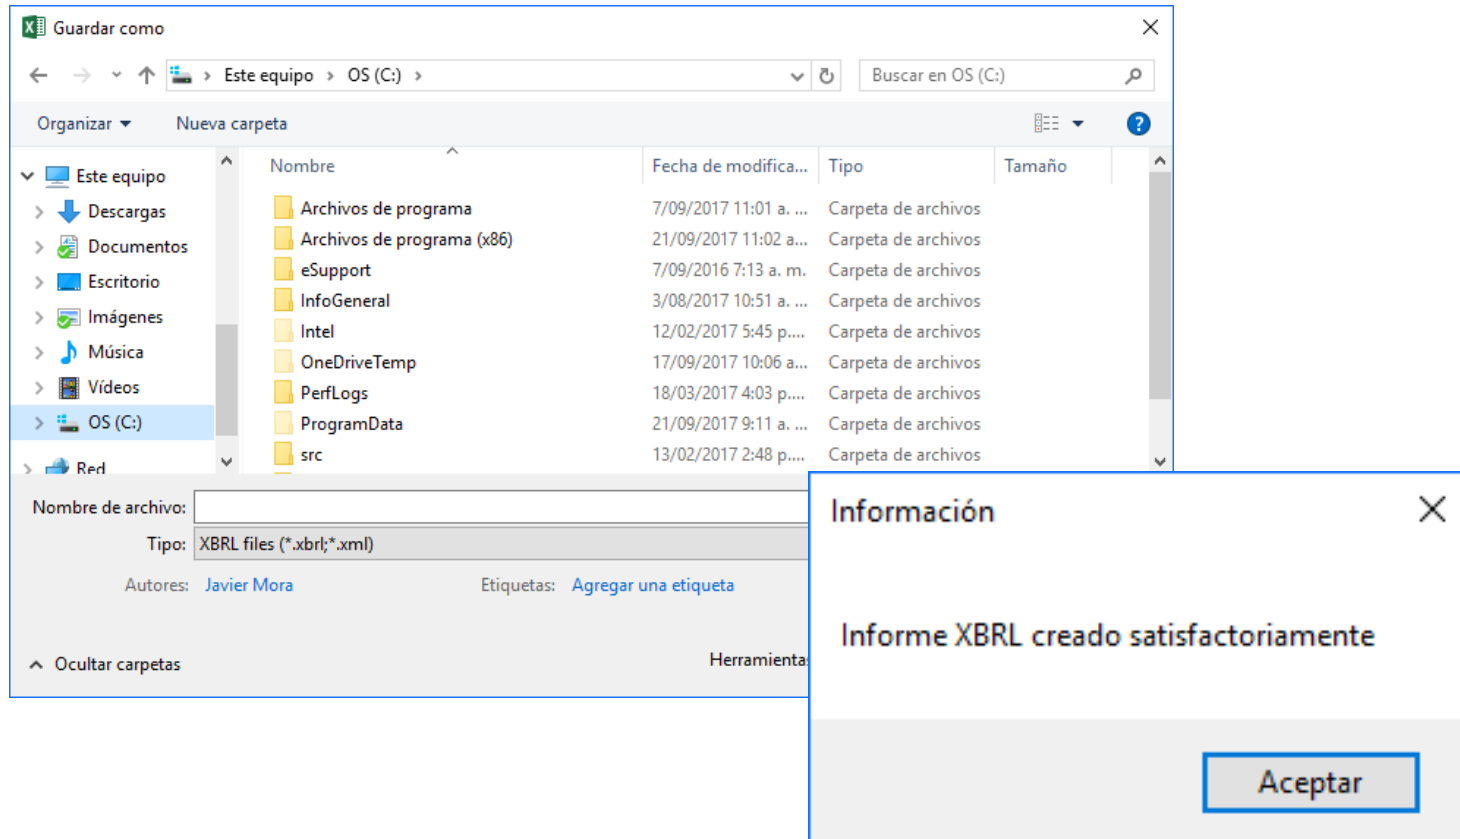 Guardar como
Este equipo > OS (C:) >
Buscar en OS (C:)
Organizar Nueva carpeta
Nombre Fecha de modifica... Tipo Tamaño
Este equipo
Descargas
Documentos
Escritorio
Imágenes
Música
Vídeos
OS (C:)
Red
Archivos de programa 7/09/2017 11:01 a. ... Carpeta de archivos
Archivos de programa (x86) 21/09/2017 11:02 a... Carpeta de archivos
eSupport 7/09/2016 7:13 a. m. Carpeta de archivos
InfoGeneral 3/08/2017 10:51 a. ... Carpeta de archivos
Intel 12/02/2017 5:45 p.... Carpeta de archivos
OneDriveTemp 17/09/2017 10:06 a... Carpeta de archivos
PerfLogs 18/03/2017 4:03 p.... Carpeta de archivos
ProgramData 21/09/2017 9:11 a. ... Carpeta de archivos
src 13/02/2017 2:48 p.... Carpeta de archivos
Nombre de archivo:
Tipo: XBRL files (*.xbrl;*.xml)
Autores: Javier Mora Etiquetas: Agregar una etiqueta
Ocultar carpetas
Información
Informe XBRL creado satisfactoriamente
Aceptar